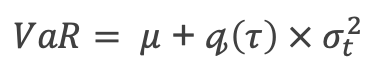 VaR = μ + q(τ) × σ_t^2